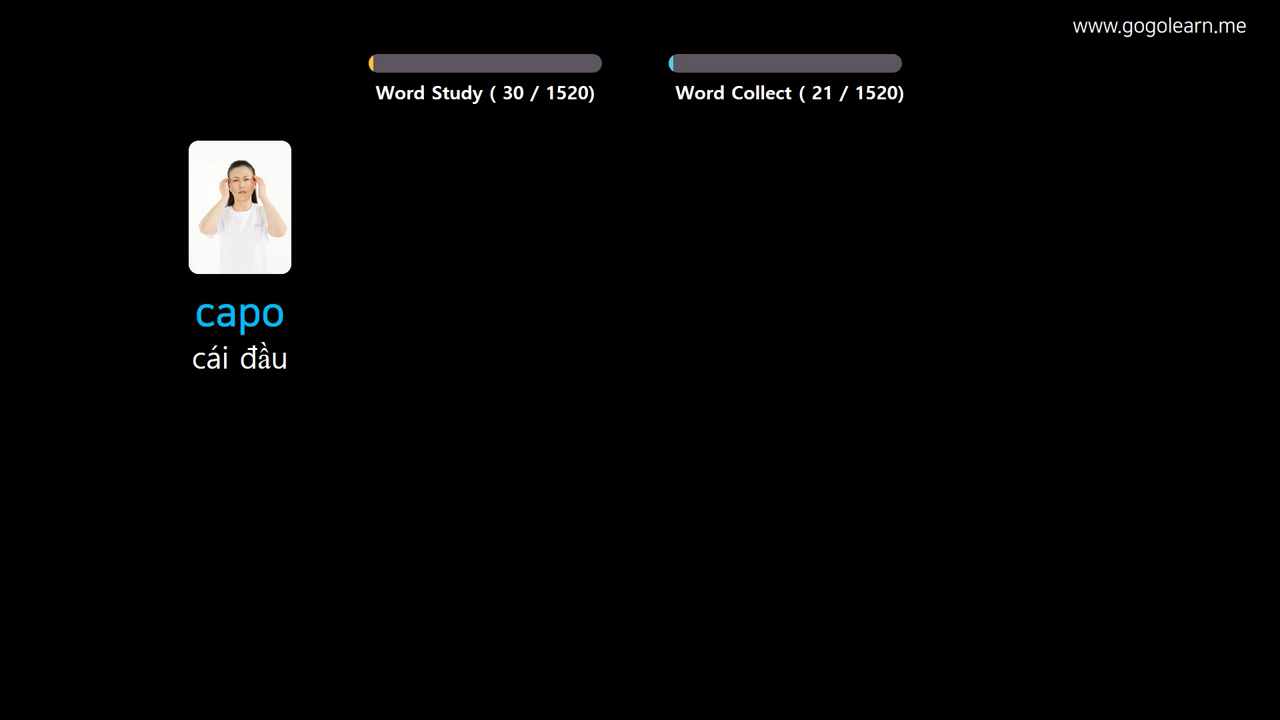 www.gogolearn.me
Word Study ( 30 / 1520)
Word Collect ( 21 / 1520)
capo
cái đầu